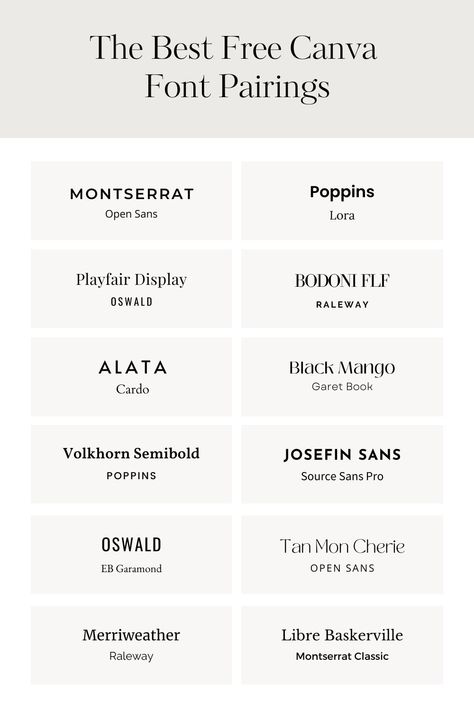 The Best Free Canva
Font Pairings
MONTSERRAT
Open Sans
Poppins
Lora
Playfair Display
OSWALD
BODONI FLF
RALEWAY
ALATA
Cardo
Black Mango
Garet Book
Volkhorn Semibold
POPPINS
JOSEFIN SANS
Source Sans Pro
OSWALD
EB Garamond
Tan Mon Cherie
OPEN SANS
Merriweather
Raleway
Libre Baskerville
Montserrat Classic